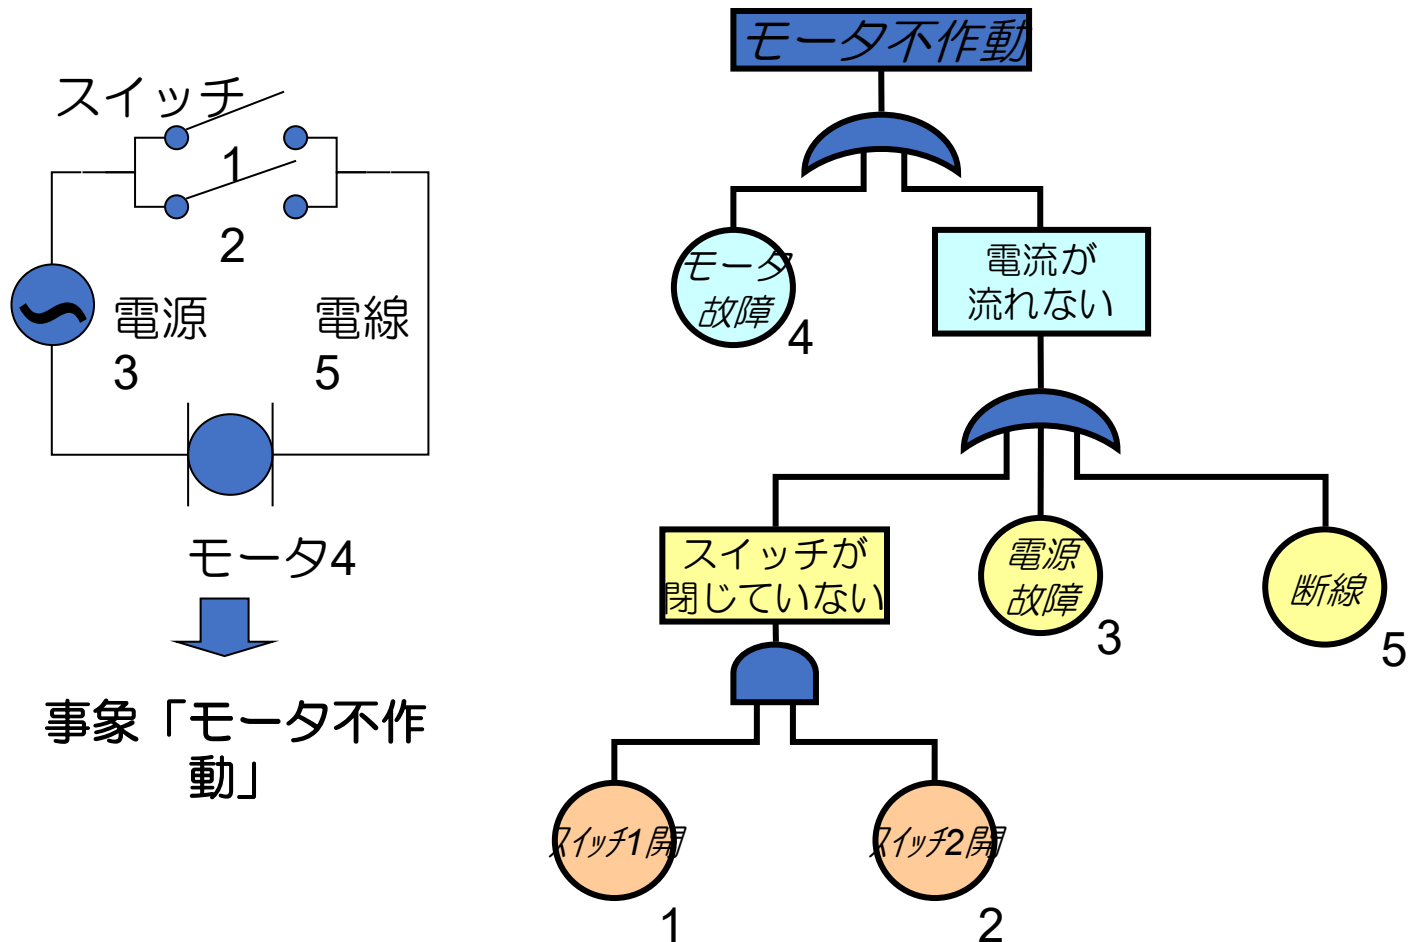 スイッチ
1
2
電源
3
電線
5
モータ4
事象「モータ不作
動」
モータ不作動
モータ
故障
4
電流が
流れない
スイッチが
閉じていない
電源
故障
3
断線
5
スイッチ1開
1
スイッチ2開
2